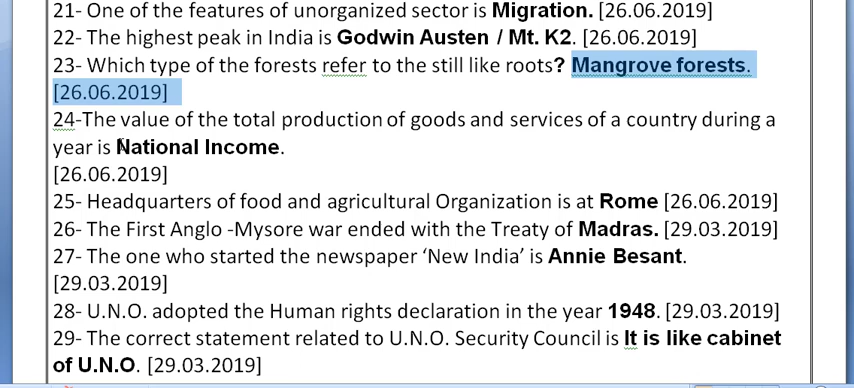 21- One of the features of unorganized sector is Migration. [26.06.2019]
22- The highest peak in India is Godwin Austen / Mt. K2. [26.06.2019]
23- Which type of the forests refer to the still like roots? Mangrove forests.
[26.06.2019]
24-The value of the total production of goods and services of a country during a
year is National Income.
[26.06.2019]
25- Headquarters of food and agricultural Organization is at Rome [26.06.2019]
26- The First Anglo -Mysore war ended with the Treaty of Madras. [29.03.2019]
27- The one who started the newspaper ‘New India’ is Annie Besant.
[29.03.2019]
28- U.N.O. adopted the Human rights declaration in the year 1948. [29.03.2019]
29- The correct statement related to U.N.O. Security Council is It is like cabinet
of U.N.O. [29.03.2019]